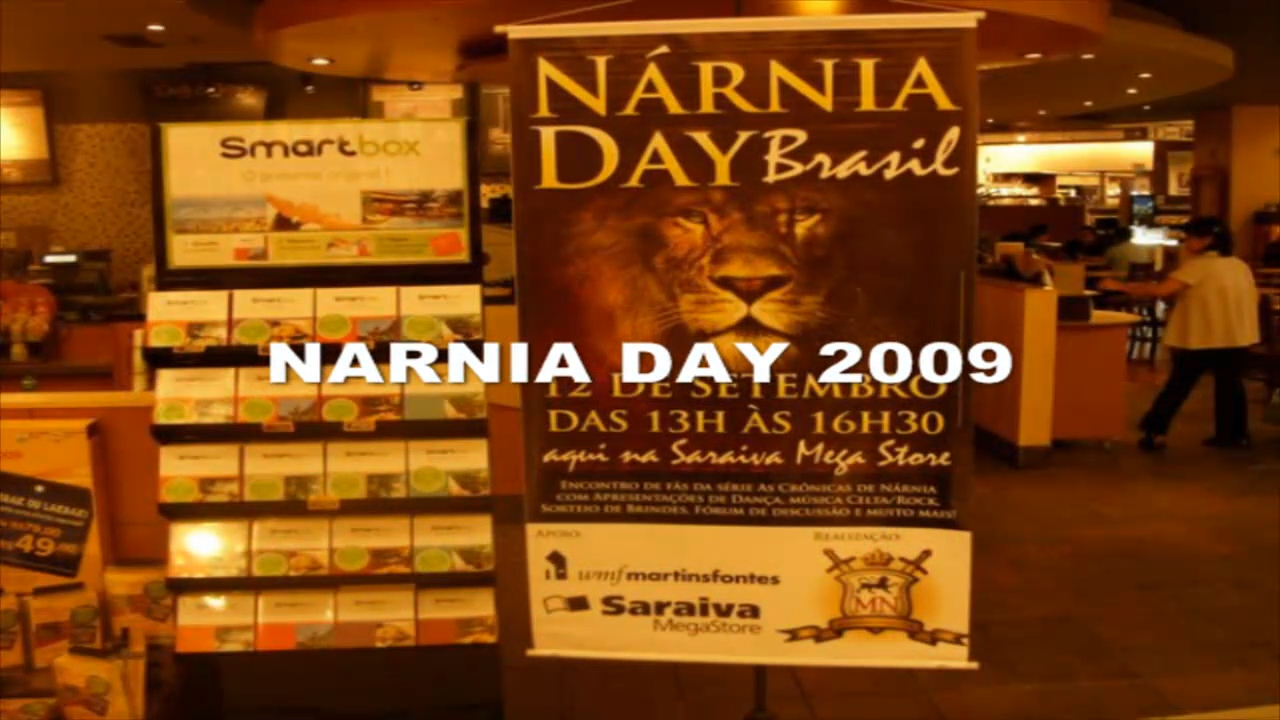 NÁRNIA
DAY Brasil
Smartbox
NARNIA DAY 2009
12 DE SETEMBRO
DAS 13H ÀS 16H30
aqui na Saraiva Mega Store
ENCONTRO DE FÃS DA SÉRIE AS CRÔNICAS DE NÁRNIA
COM APRESENTAÇÕES DE DANÇA, MÚSICA CELTA/ROCK,
SORTEIO DE BRINDES, FÓRUM DE DISCUSSÃO E MUITO MAIS!
APOIO:
REALIZAÇÃO:
wmfmartinsfontes
Saraiva
MegaStore
MN
49